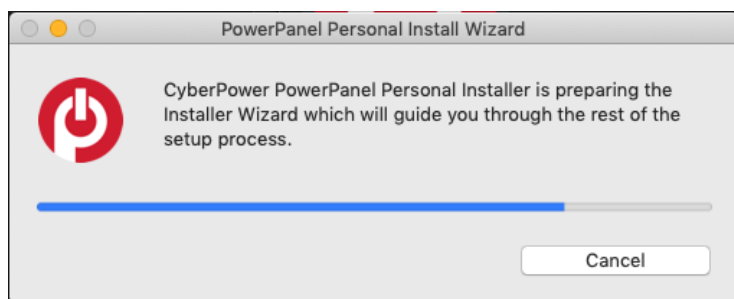 PowerPanel Personal Install Wizard
CyberPower PowerPanel Personal Installer is preparing the
Installer Wizard which will guide you through the rest of the
setup process.
Cancel